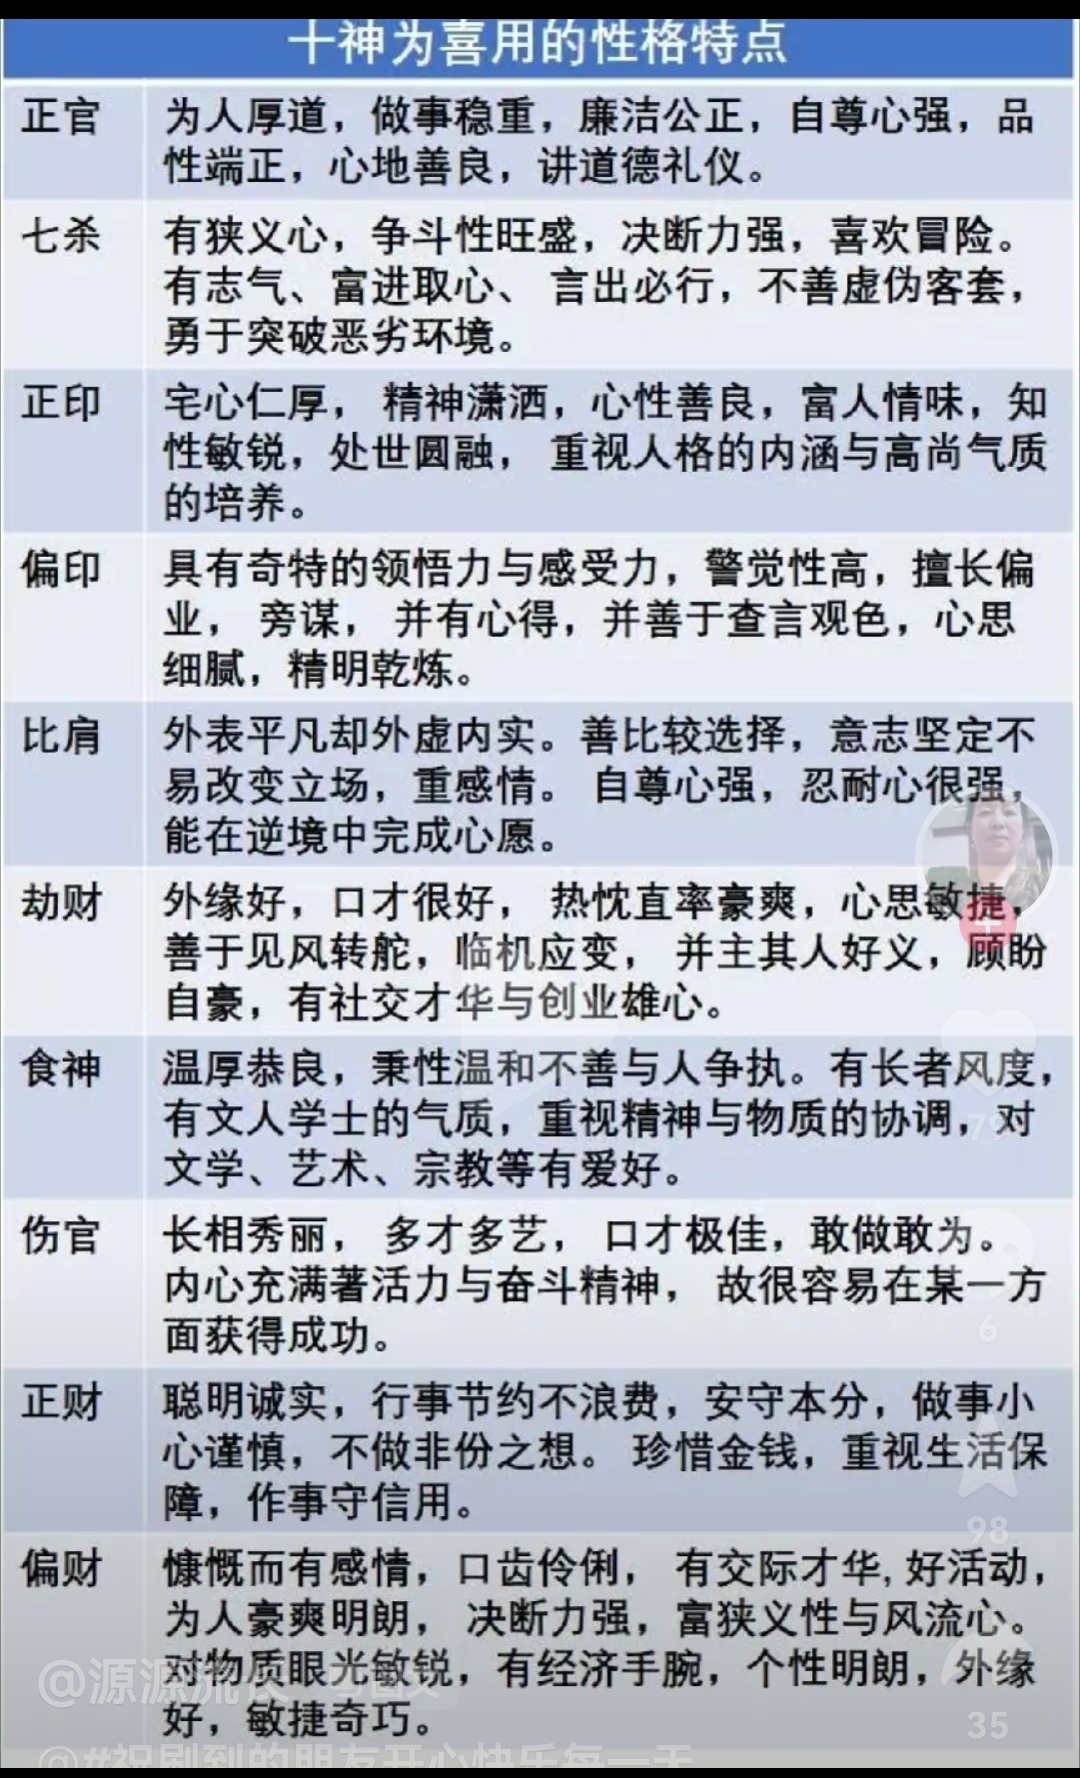 十神为喜用的性格特点
正官
为人厚道，做事稳重，廉洁公正，自尊心强，品
性端正，心地善良，讲道德礼仪。
七杀
有狭义心，争斗性旺盛，决断力强，喜欢冒险。
有志气、富进取心、 言出必行，不善虚伪客套，
勇于突破恶劣环境。
正印
宅心仁厚， 精神潇洒，心性善良，富人情味，知
性敏锐，处世圆融， 重视人格的内涵与高尚气质
的培养。
偏印
具有奇特的领悟力与感受力，警觉性高，擅长偏
业， 旁谋， 并有心得，并善于查言观色，心思
细腻，精明乾炼。
比肩
外表平凡却外虚内实。善比较选择，意志坚定不
易改变立场，重感情。 自尊心强，忍耐心很强，
能在逆境中完成心愿。
劫财
外缘好，口才很好， 热忱直率豪爽，心思敏捷，
善于见风转舵，临机应变， 并主其人好义，顾盼
自豪，有社交才华与创业雄心。
食神
温厚恭良，秉性温和不善与人争执。有长者风度，
有文人学士的气质，重视精神与物质的协调，对
文学、艺术、宗教等有爱好。
79
伤官
长相秀丽， 多才多艺， 口才极佳，敢做敢为。
内心充满著活力与奋斗精神， 故很容易在某一方
面获得成功。
6
正财
聪明诚实，行事节约不浪费，安守本分，做事小
心谨慎，不做非份之想。 珍惜金钱，重视生活保
障，作事守信用。
98
偏财
慷慨而有感情，口齿伶俐， 有交际才华,好活动，
为人豪爽明朗， 决断力强，富狭义性与风流心。
对物质眼光敏锐，有经济手腕，个性明朗，外缘
好，敏捷奇巧。
@源源流长
35
@#祝刷到的朋友开心快乐每一天